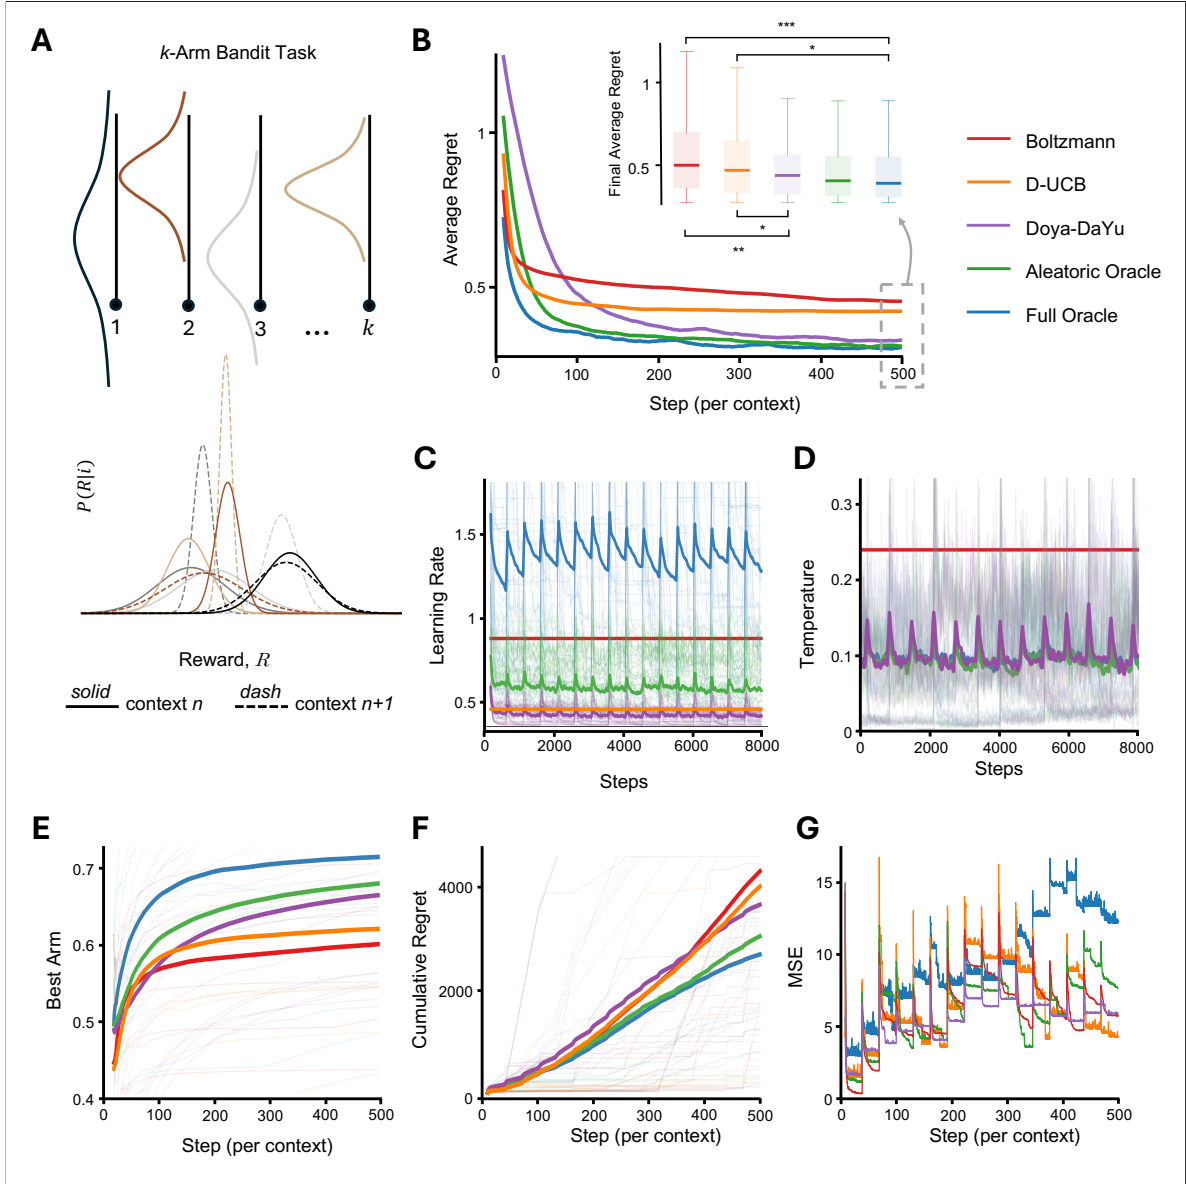 A
k-Arm Bandit Task
1
2
3
...
k
P(R|i)
Reward, R
solid
context n
dash
context n+1
B
Average Regret
1
0.5
0
100
200
300
400
500
Step (per context)
Final Average Regret
1
0.5
***
*
*
**
Boltzmann
D-UCB
Doya-DaYu
Aleatoric Oracle
Full Oracle
C
Learning Rate
1.5
1
0.5
0
2000
4000
6000
8000
Steps
D
Temperature
0.3
0.2
0.1
0
0
2000
4000
6000
8000
Steps
E
Best Arm
0.7
0.6
0.5
0.4
0
100
200
300
400
500
Step (per context)
F
Cumulative Regret
4000
2000
0
0
100
200
300
400
500
Step (per context)
G
MSE
15
10
5
0
0
100
200
300
400
500
Step (per context)